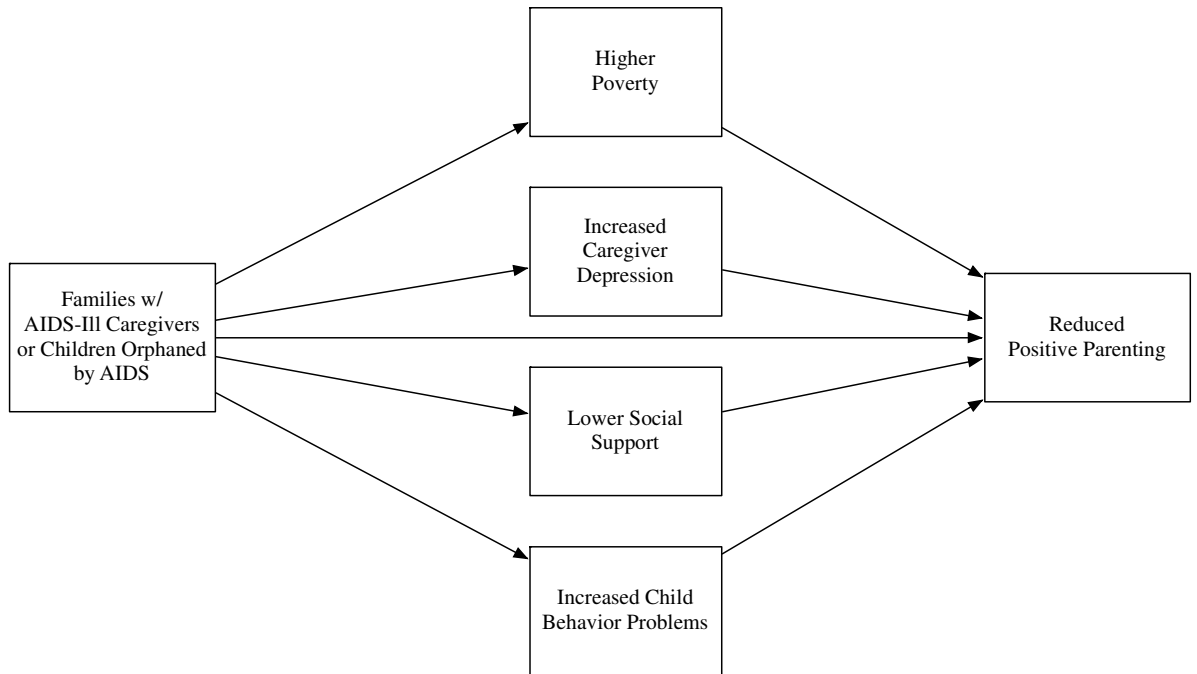 Higher
Poverty
Increased
Caregiver
Depression
Families w/
AIDS-Ill Caregivers
or Children Orphaned
by AIDS
Reduced
Positive Parenting
Lower Social
Support
Increased Child
Behavior Problems